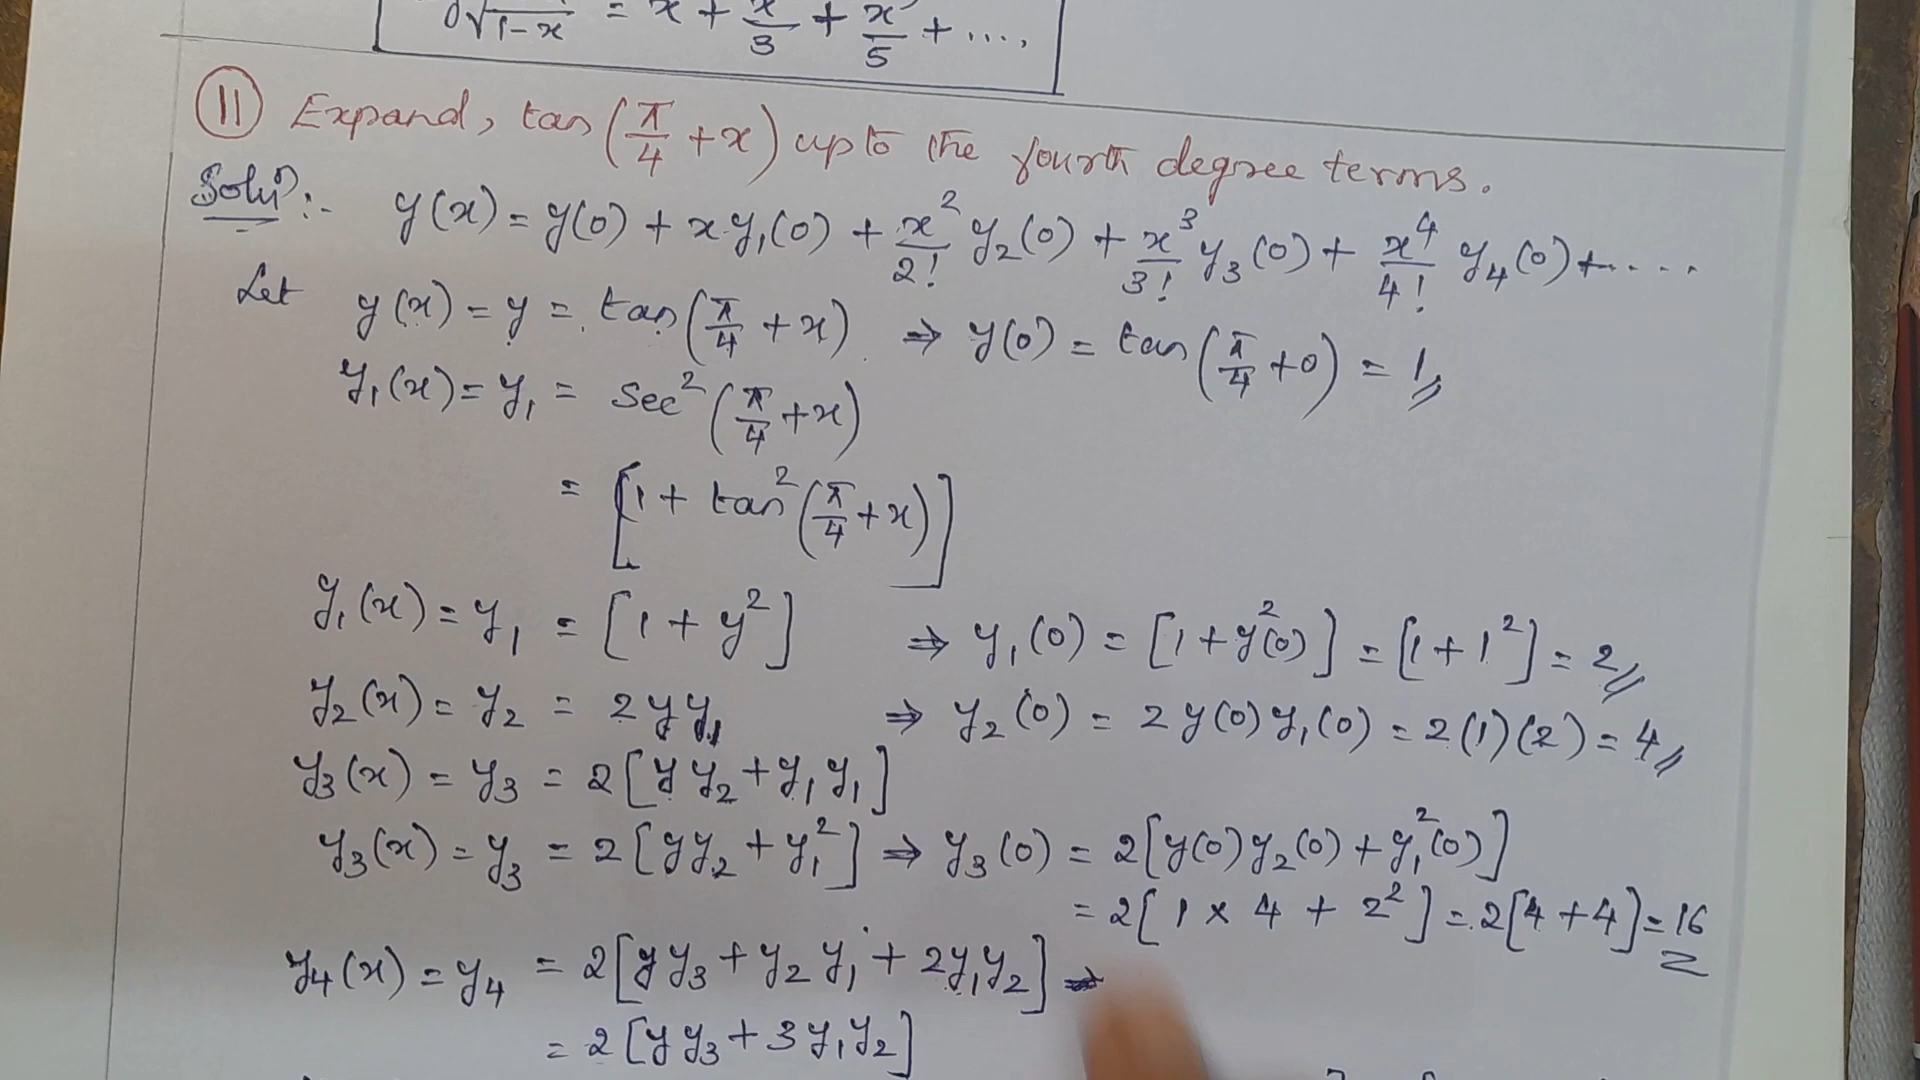 √1-x = x + x/3 + x/5 + ....,
(11) Expand, tan(π/4 + x) upto the fourth degree terms.
Soln:- y(x) = y(0) + x y₁(0) + x²/2! y₂(0) + x³/3! y₃(0) + x⁴/4! y₄(0) + .....
Let y(x) = y = tan(π/4 + x) ⇒ y(0) = tan(π/4 + 0) = 1
y₁(x) = y₁ = sec²(π/4 + x)
= [1 + tan²(π/4 + x)]
y₁(x) = y₁ = [1 + y²] ⇒ y₁(0) = [1 + y²(0)] = [1 + 1²] = 2
y₂(x) = y₂ = 2yy₁ ⇒ y₂(0) = 2y(0)y₁(0) = 2(1)(2) = 4
y₃(x) = y₃ = 2[yy₂ + y₁y₁]
y₃(x) = y₃ = 2[yy₂ + y₁²] ⇒ y₃(0) = 2[y(0)y₂(0) + y₁²(0)]
= 2[1 × 4 + 2²] = 2[4 + 4] = 16
y₄(x) = y₄ = 2[yy₃ + y₂y₁ + 2y₁y₂] ⇒
= 2[yy₃ + 3y₁y₂]